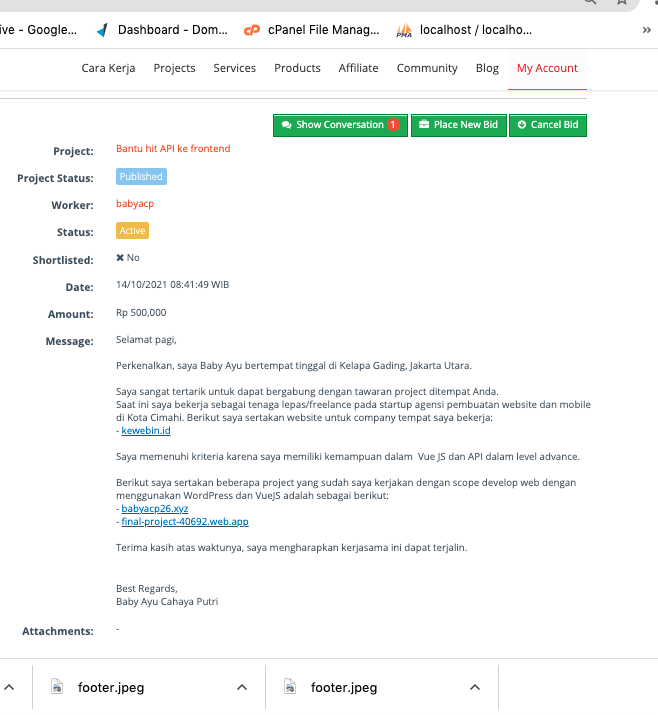 ive - Google...
Dashboard - Dom...
cPanel File Manag...
localhost / localho...
»
Cara Kerja
Projects
Services
Products
Affiliate
Community
Blog
My Account
Show Conversation 1
Place New Bid
Cancel Bid
Project: Bantu hit API ke frontend
Project Status: Published
Worker: babyacp
Status: Active
Shortlisted: ✖ No
Date: 14/10/2021 08:41:49 WIB
Amount: Rp 500,000
Message: Selamat pagi,
Perkenalkan, saya Baby Ayu bertempat tinggal di Kelapa Gading, Jakarta Utara.
Saya sangat tertarik untuk dapat bergabung dengan tawaran project ditempat Anda.
Saat ini saya bekerja sebagai tenaga lepas/freelance pada startup agensi pembuatan website dan mobile
di Kota Cimahi. Berikut saya sertakan website untuk company tempat saya bekerja:
- kewebin.id
Saya memenuhi kriteria karena saya memiliki kemampuan dalam Vue JS dan API dalam level advance.
Berikut saya sertakan beberapa project yang sudah saya kerjakan dengan scope develop web dengan
menggunakan WordPress dan VueJS adalah sebagai berikut:
- babyacp26.xyz
- final-project-40692.web.app
Terima kasih atas waktunya, saya mengharapkan kerjasama ini dapat terjalin.
Best Regards,
Baby Ayu Cahaya Putri
Attachments: -
footer.jpeg
footer.jpeg